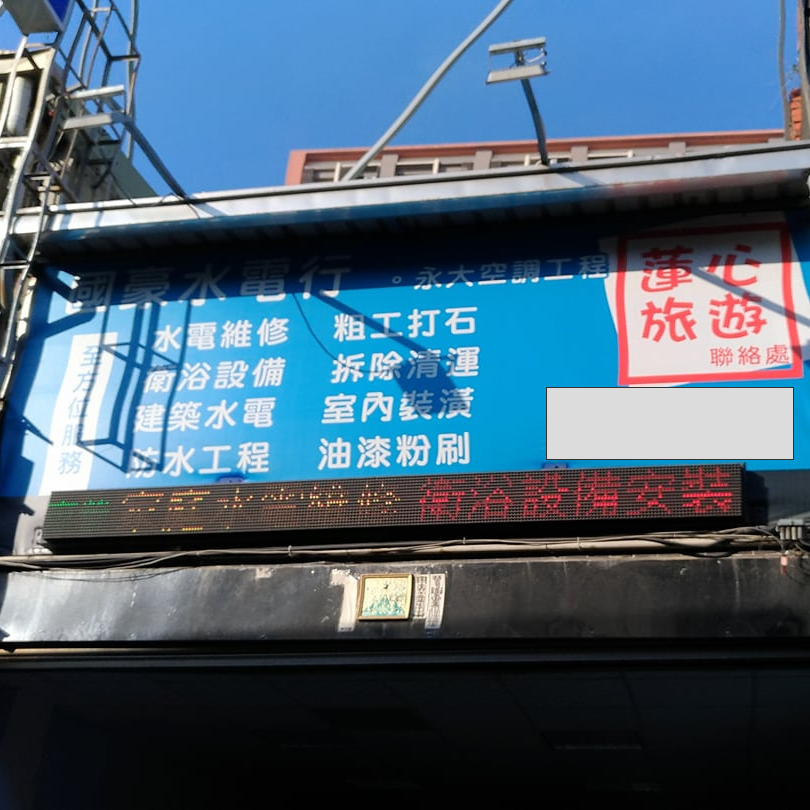 國豪水電行 。永大空調工程
全方位服務
水電維修 粗工打石
衛浴設備 拆除清運
建築水電 室內裝潢
防水工程 油漆粉刷
蓮心
旅遊
聯絡處
衛浴設備安裝